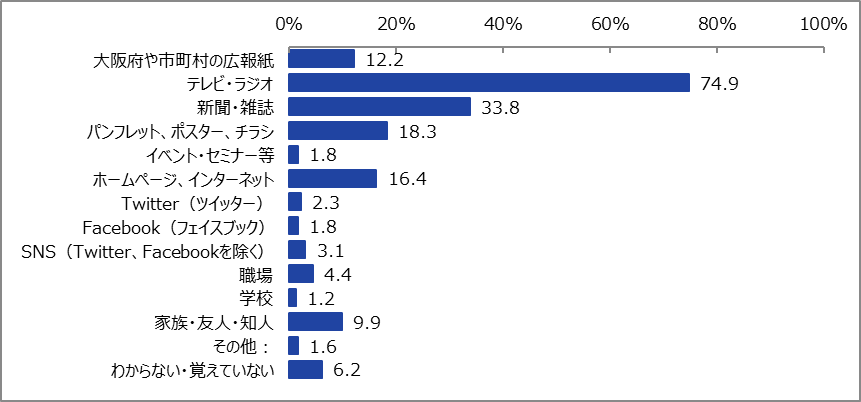 0% 20% 40% 60% 80% 100%
大阪府や市町村の広報紙 12.2
テレビ・ラジオ 74.9
新聞・雑誌 33.8
パンフレット、ポスター、チラシ 18.3
イベント・セミナー等 1.8
ホームページ、インターネット 16.4
Twitter（ツイッター） 2.3
Facebook（フェイスブック） 1.8
SNS（Twitter、Facebookを除く） 3.1
職場 4.4
学校 1.2
家族・友人・知人 9.9
その他： 1.6
わからない・覚えていない 6.2